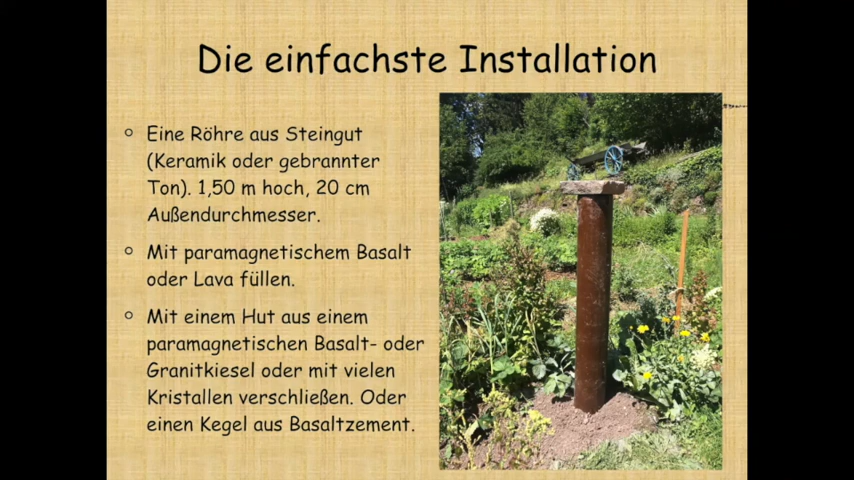 Die einfachste Installation
Eine Röhre aus Steingut
(Keramik oder gebrannter
Ton). 1,50 m hoch, 20 cm
Außendurchmesser.
Mit paramagnetischem Basalt
oder Lava füllen.
Mit einem Hut aus einem
paramagnetischen Basalt- oder
Granitkiesel oder mit vielen
Kristallen verschließen. Oder
einen Kegel aus Basaltzement.